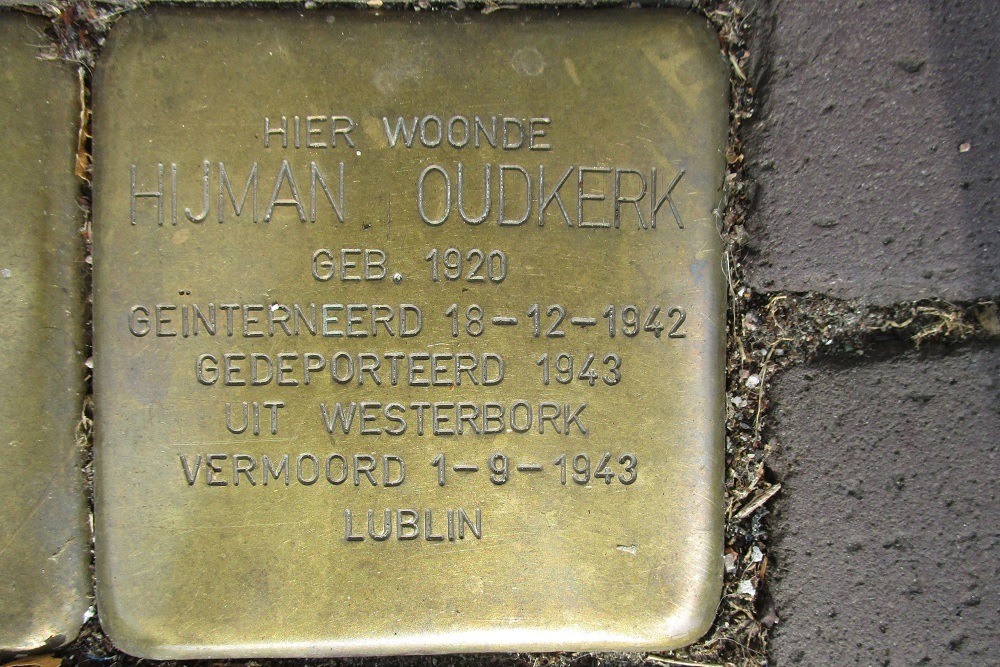 HIER WOONDE
HIJMAN OUDKERK
GEB. 1920
GEINTERNEERD 18-12-1942
GEDEPORTEERD 1943
UIT WESTERBORK
VERMOORD 1-9-1943
LUBLIN